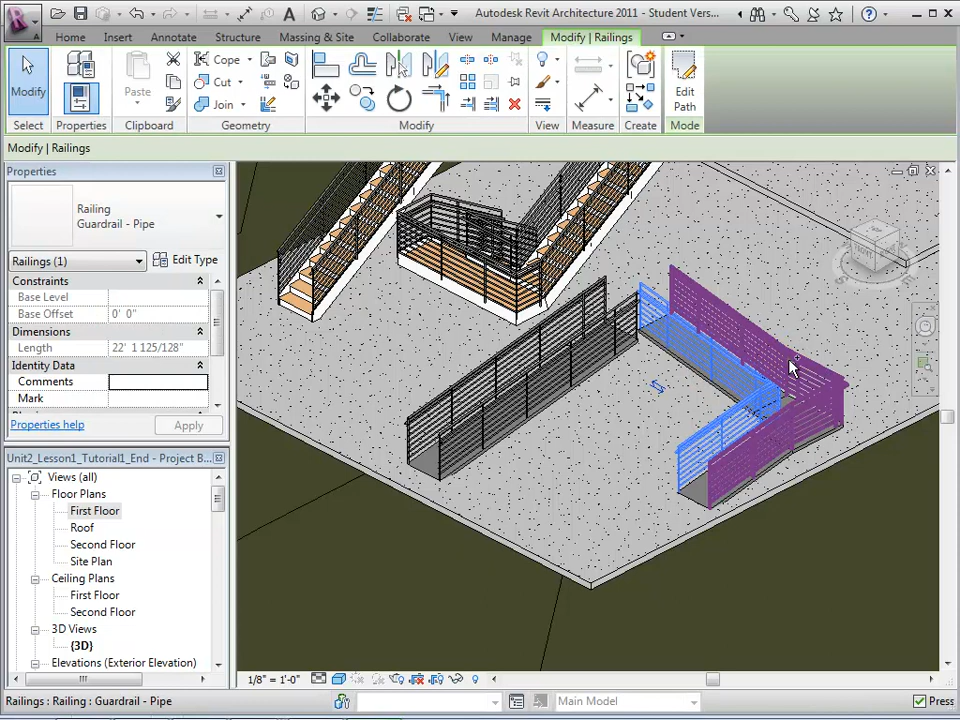 Autodesk Revit Architecture 2011 - Student Vers...
Home Insert Annotate Structure Massing & Site Collaborate View Manage Modify | Railings
Modify Paste Cope Cut Join Edit Path
Select Properties Clipboard Geometry Modify View Measure Create Mode
Modify | Railings
Properties
Railing
Guardrail - Pipe
Railings (1) Edit Type
Constraints
Base Level
Base Offset 0' 0"
Dimensions
Length 22' 1 125/128"
Identity Data
Comments
Mark
Properties help Apply
Unit2_Lesson1_Tutorial1_End - Project B...
Views (all)
Floor Plans
First Floor
Roof
Second Floor
Site Plan
Ceiling Plans
First Floor
Second Floor
3D Views
{3D}
Elevations (Exterior Elevation)
1/8" = 1'-0"
Railings : Railing : Guardrail - Pipe Main Model Press